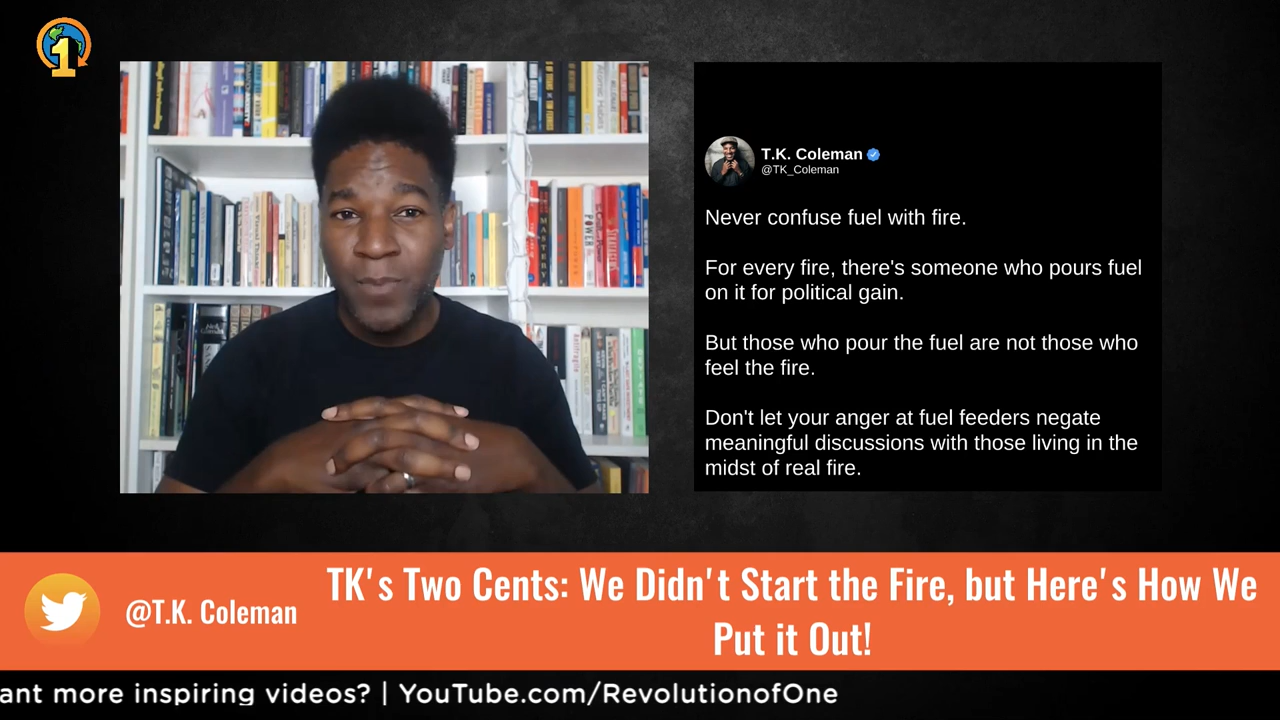 1
MASTERY
POWER
T.K. Coleman
@TK_Coleman
Never confuse fuel with fire.
For every fire, there's someone who pours fuel
on it for political gain.
But those who pour the fuel are not those who
feel the fire.
Don't let your anger at fuel feeders negate
meaningful discussions with those living in the
midst of real fire.
@T.K. Coleman
TK's Two Cents: We Didn't Start the Fire, but Here's How We
Put it Out!
ant more inspiring videos? | YouTube.com/RevolutionofOne